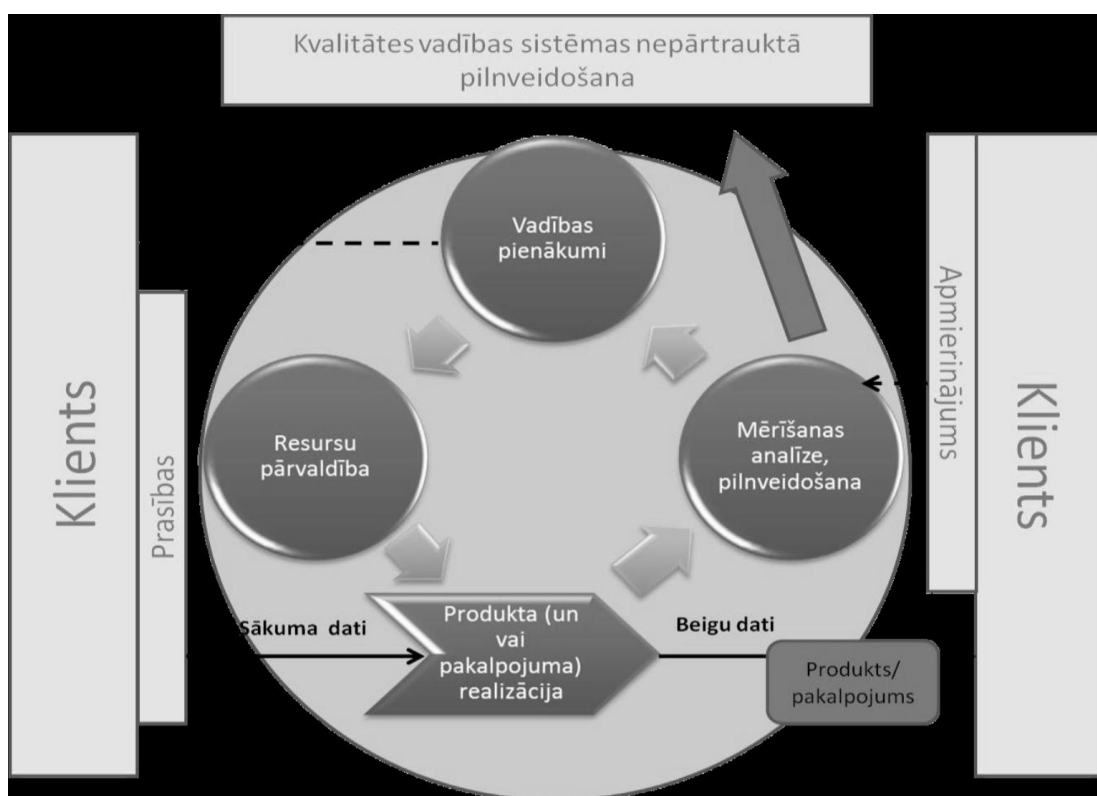 Kvalitātes vadības sistēmas nepārtrauktā
pilnveidošana
Klients
Prasības
Vadības
pienākumi
Resursu
pārvaldība
Mērīšanas
analīze,
pilnveidošana
Apmierinājums
Klients
Sākuma dati
Produkta (un
vai
pakalpojuma)
realizācija
Beigu dati
Produkts/
pakalpojums